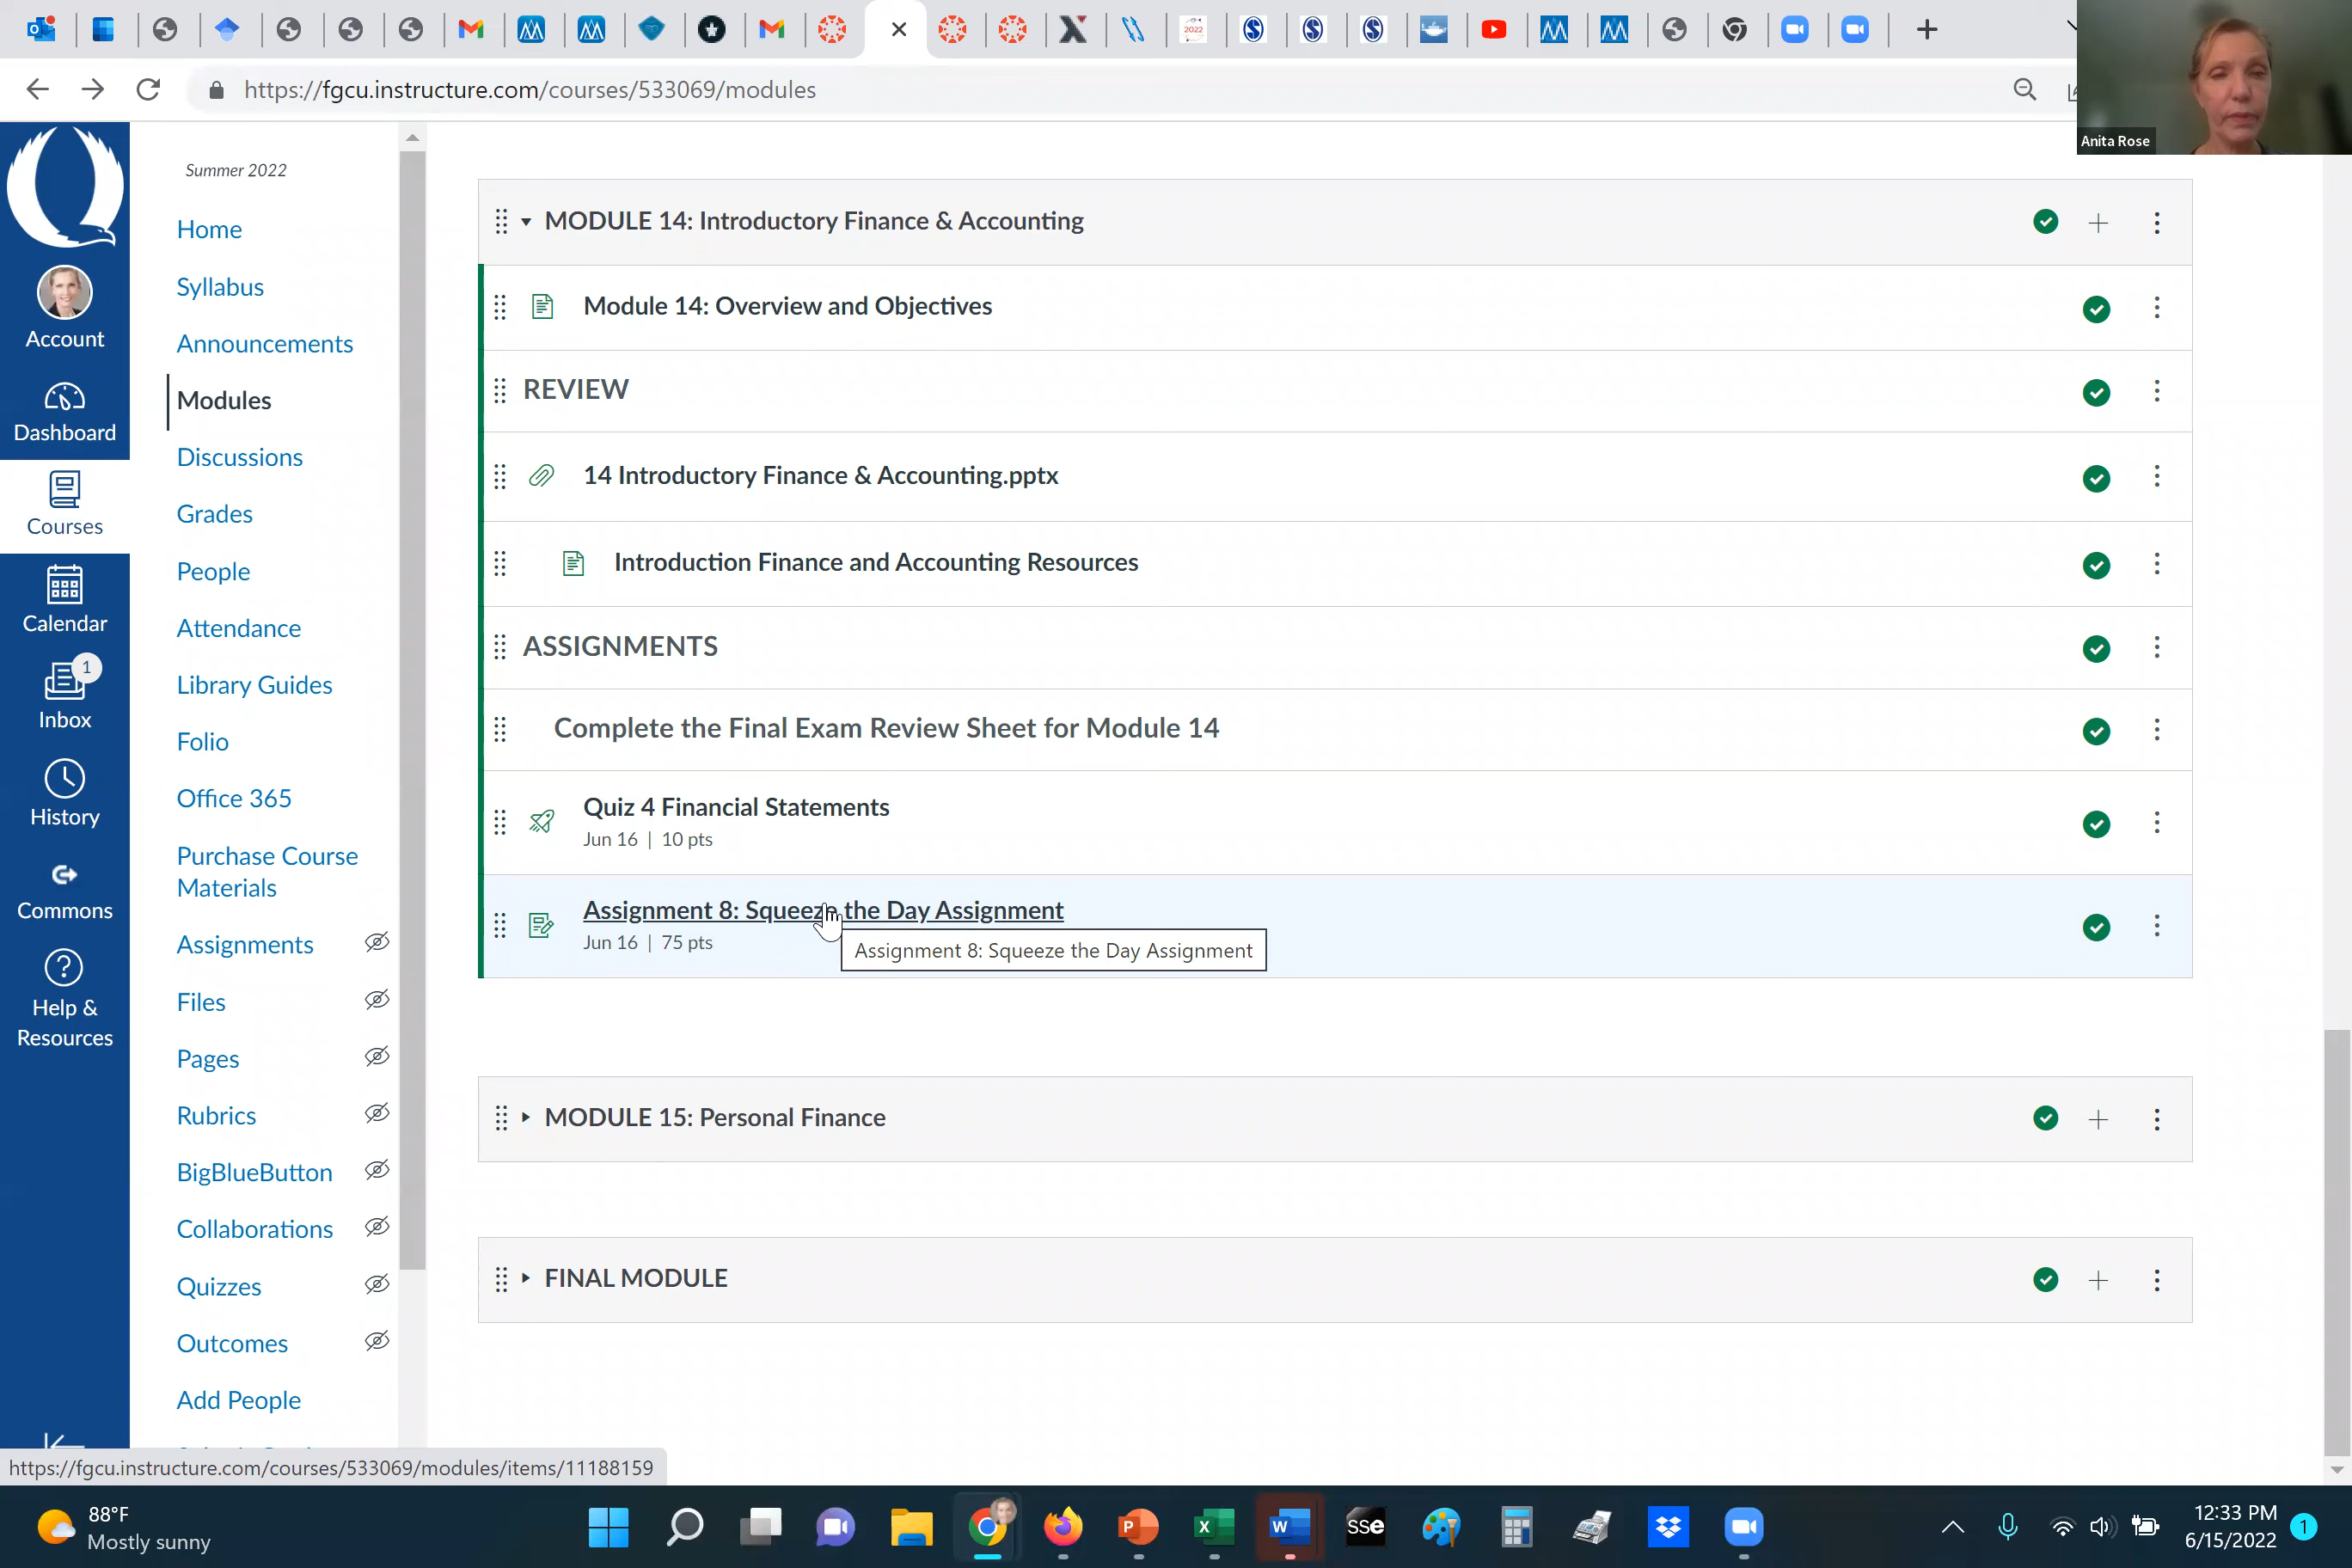 https://fgcu.instructure.com/courses/533069/modules
Anita Rose
Account
Dashboard
Courses
Calendar
1
Inbox
History
Commons
Help &
Resources
Summer 2022
Home
Syllabus
Announcements
Modules
Discussions
Grades
People
Attendance
Library Guides
Folio
Office 365
Purchase Course
Materials
Assignments
Files
Pages
Rubrics
BigBlueButton
Collaborations
Quizzes
Outcomes
Add People
MODULE 14: Introductory Finance & Accounting
Module 14: Overview and Objectives
REVIEW
14 Introductory Finance & Accounting.pptx
Introduction Finance and Accounting Resources
ASSIGNMENTS
Complete the Final Exam Review Sheet for Module 14
Quiz 4 Financial Statements
Jun 16 | 10 pts
Assignment 8: Squeeze the Day Assignment
Jun 16 | 75 pts
Assignment 8: Squeeze the Day Assignment
MODULE 15: Personal Finance
FINAL MODULE
https://fgcu.instructure.com/courses/533069/modules/items/11188159
88°F
Mostly sunny
sse
12:33 PM
6/15/2022
1